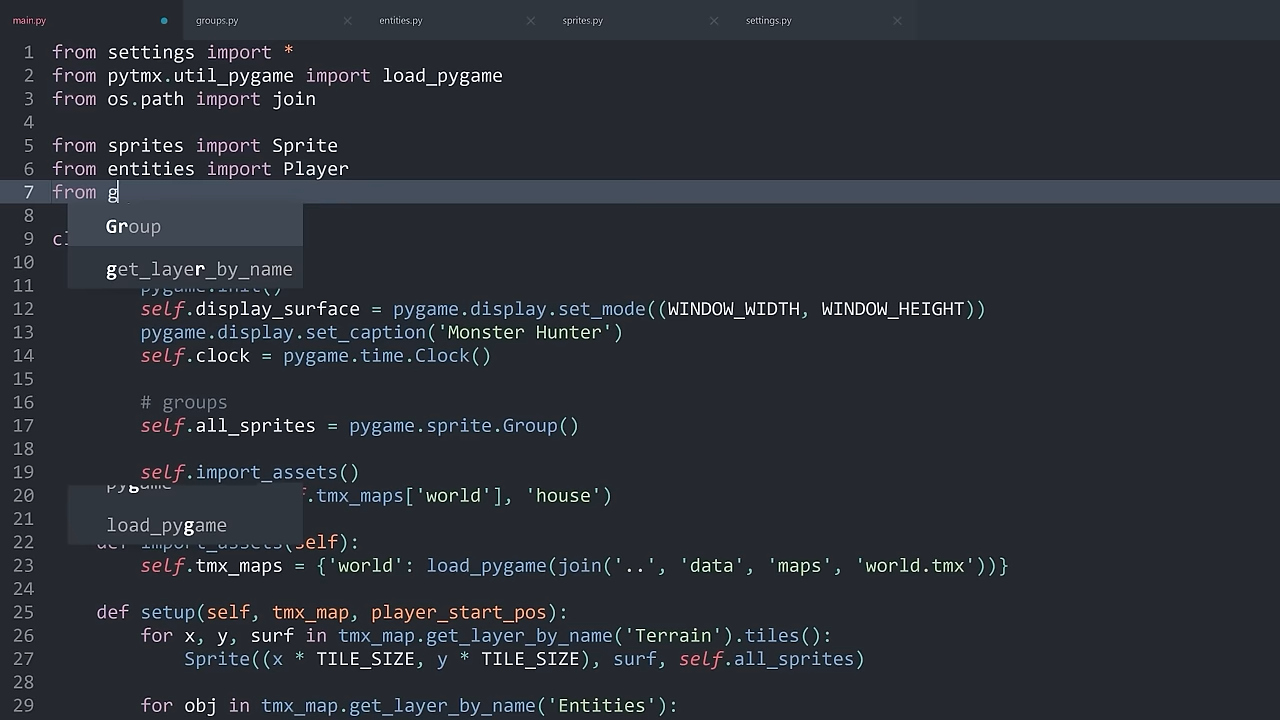 main.py groups.py entities.py sprites.py settings.py
1 from settings import *
2 from pytmx.util_pygame import load_pygame
3 from os.path import join
4
5 from sprites import Sprite
6 from entities import Player
7 from g
8
Group
9 c
10
get_layer_by_name
11 pygame.init()
12 self.display_surface = pygame.display.set_mode((WINDOW_WIDTH, WINDOW_HEIGHT))
13 pygame.display.set_caption('Monster Hunter')
14 self.clock = pygame.time.Clock()
15
16 # groups
17 self.all_sprites = pygame.sprite.Group()
18
19 self.import_assets()
pygame
20 .tmx_maps['world'], 'house')
21
load_pygame
22 def import_assets(self):
23 self.tmx_maps = {'world': load_pygame(join('..', 'data', 'maps', 'world.tmx'))}
24
25 def setup(self, tmx_map, player_start_pos):
26 for x, y, surf in tmx_map.get_layer_by_name('Terrain').tiles():
27 Sprite((x * TILE_SIZE, y * TILE_SIZE), surf, self.all_sprites)
28
29 for obj in tmx_map.get_layer_by_name('Entities'):